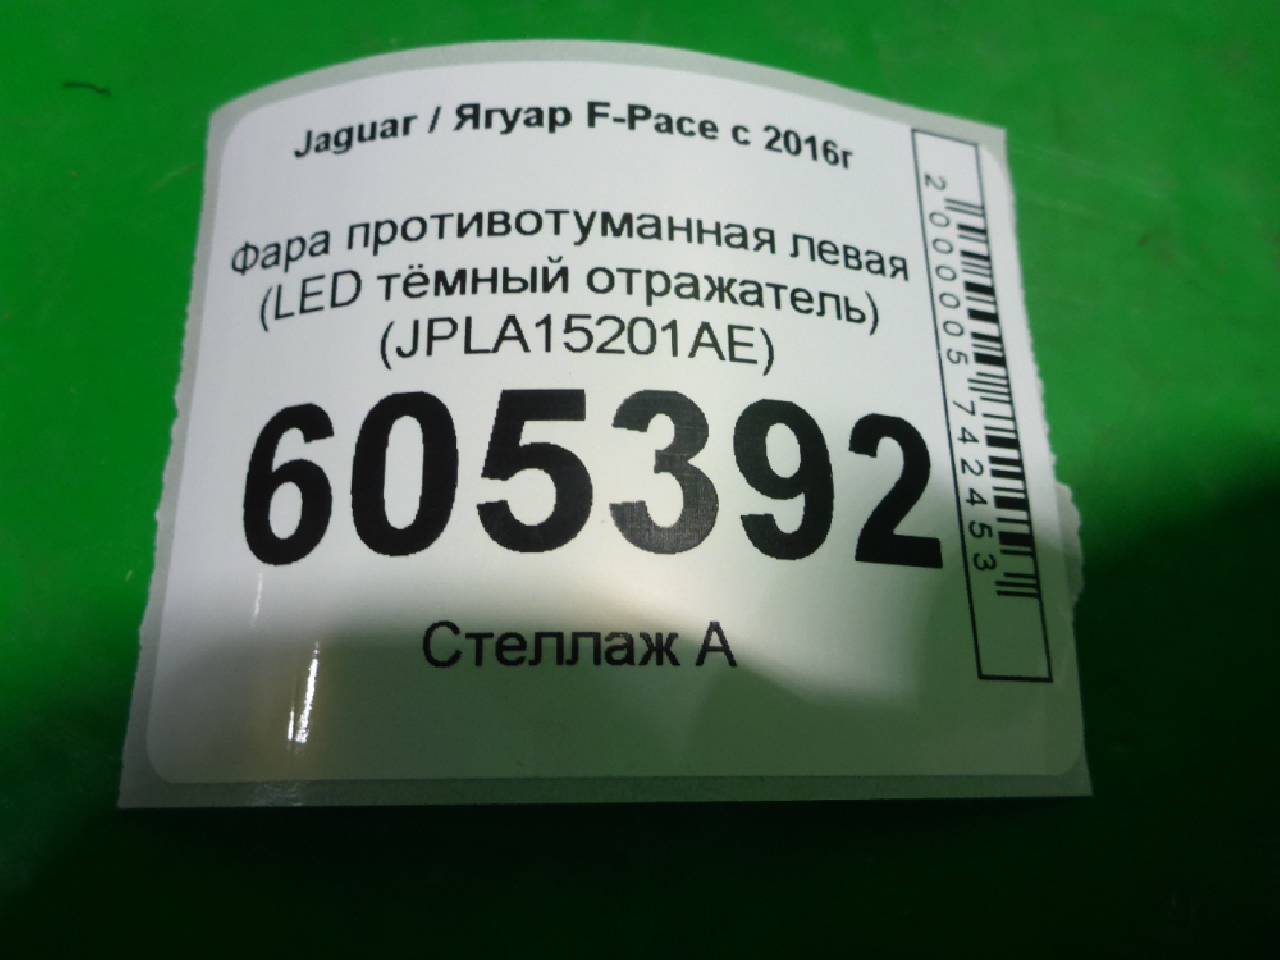 Jaguar / Ягуар F-Pace с 2016г
Фара противотуманная левая
(LED тёмный отражатель)
(JPLA15201AE)
605392
Стеллаж А
2000005742453